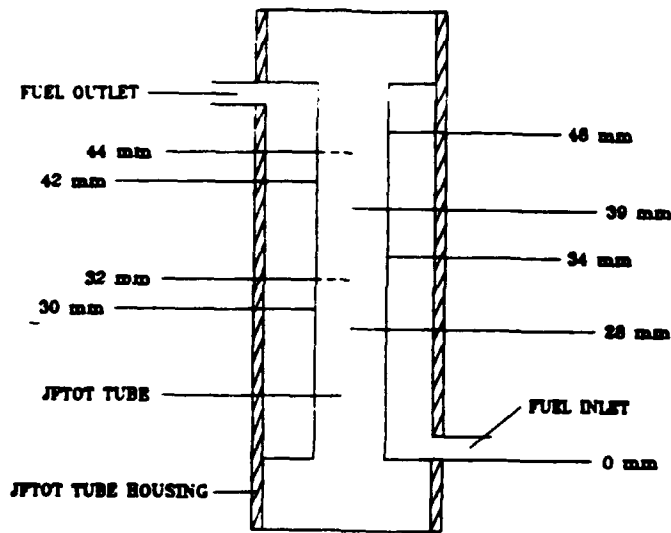 FUEL OUTLET
44 mm
42 mm
32 mm
30 mm
JFTOT TUBE
JFTOT TUBE HOUSING
46 mm
39 mm
34 mm
28 mm
FUEL INLET
0 mm